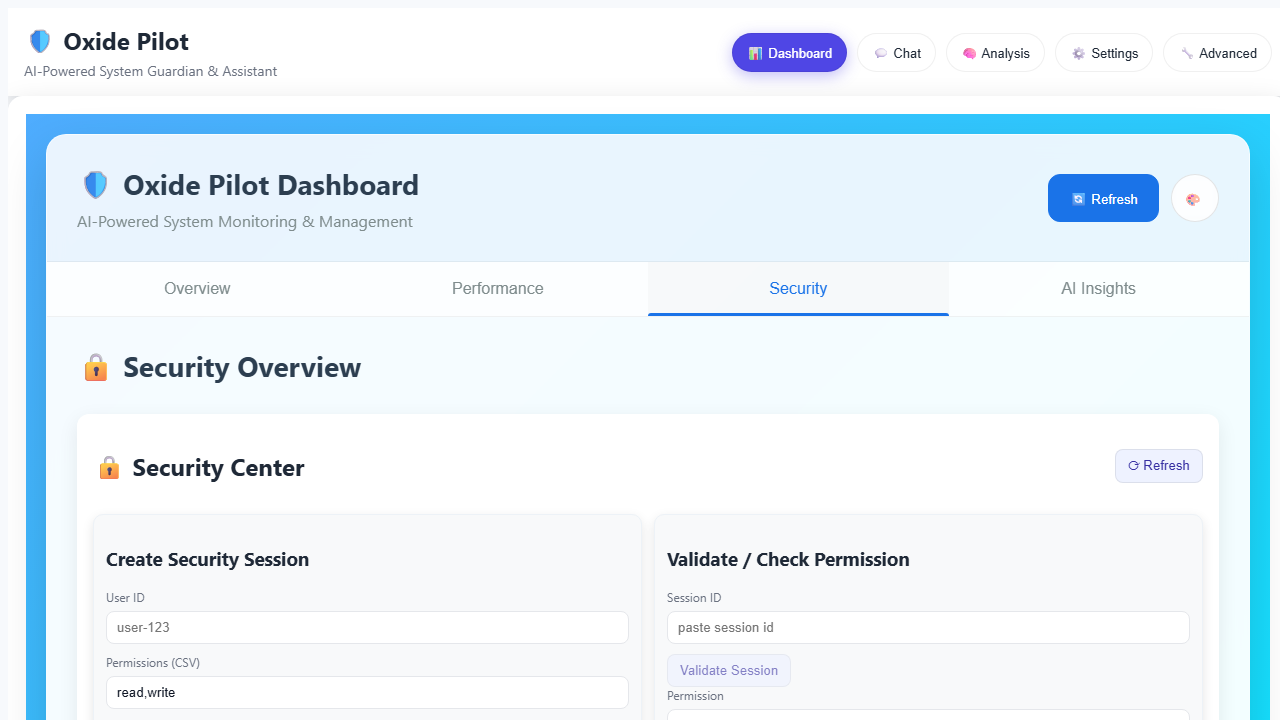 Oxide Pilot
AI-Powered System Guardian & Assistant
Dashboard
Chat
Analysis
Settings
Advanced
Oxide Pilot Dashboard
AI-Powered System Monitoring & Management
Refresh
Overview
Performance
Security
AI Insights
Security Overview
Security Center
⟳ Refresh
Create Security Session
User ID
user-123
Permissions (CSV)
read,write
Validate / Check Permission
Session ID
paste session id
Validate Session
Permission